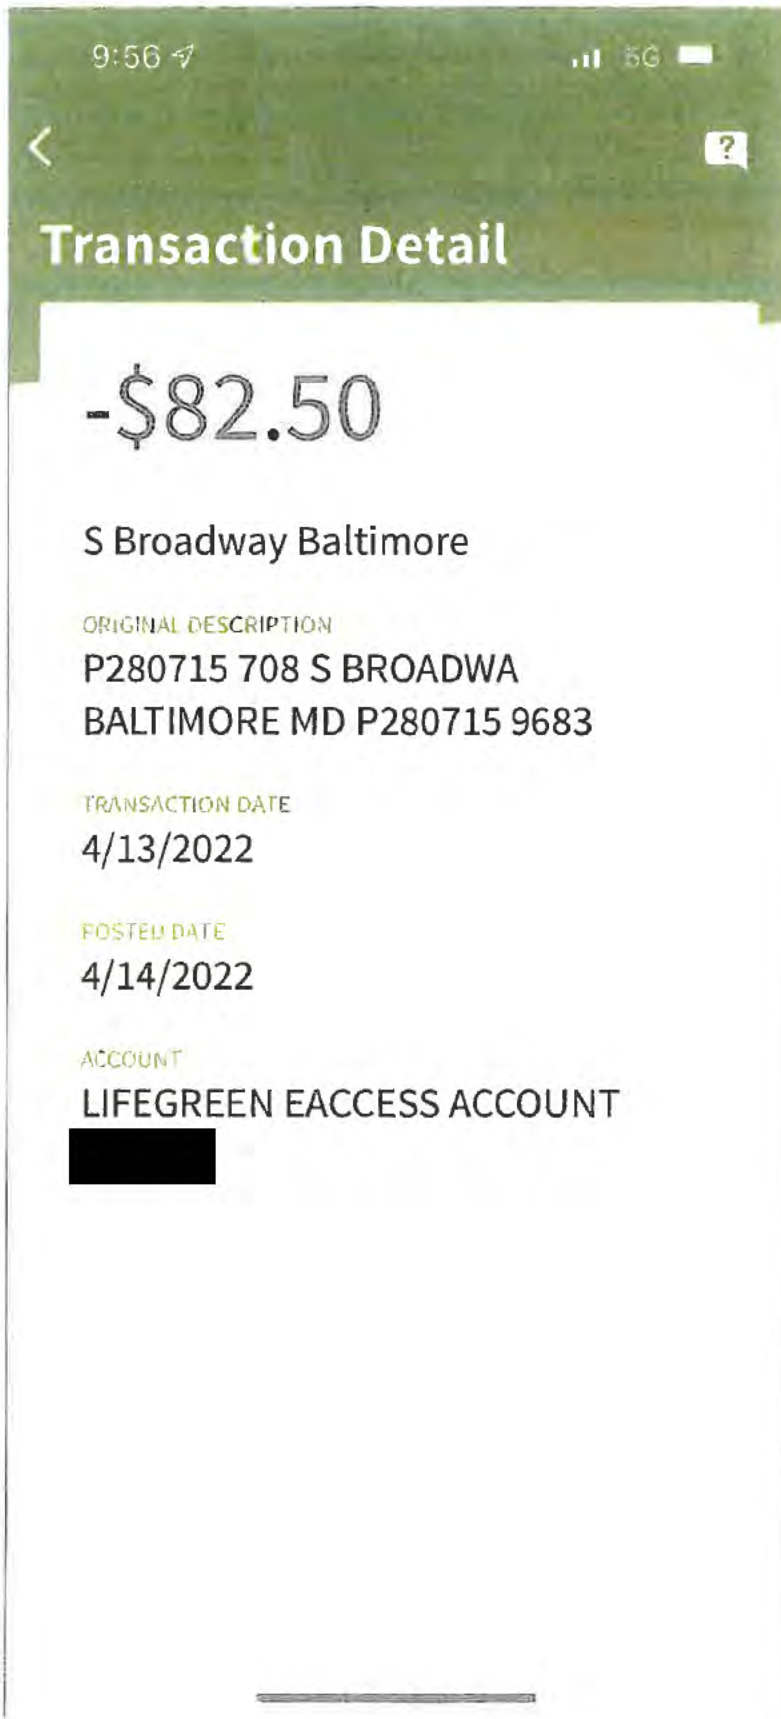 9:56
5G
?
Transaction Detail
-$82.50
S Broadway Baltimore
ORIGINAL DESCRIPTION
P280715 708 S BROADWA
BALTIMORE MD P280715 9683
TRANSACTION DATE
4/13/2022
POSTED DATE
4/14/2022
ACCOUNT
LIFEGREEN EACCESS ACCOUNT